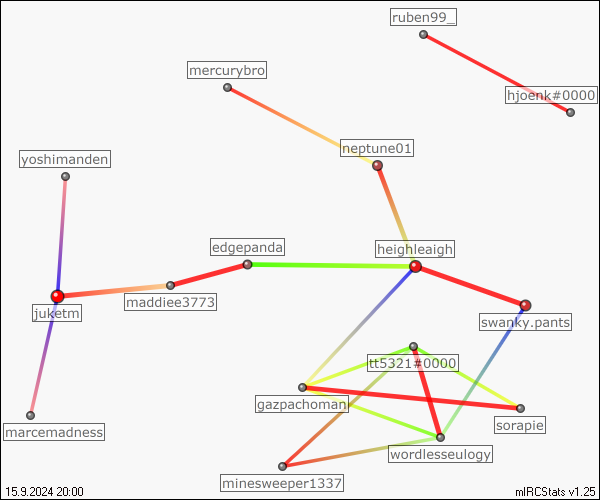 ruben99_
mercurybro
hjoenk#0000
neptune01
yoshimanden
edgepanda
heighleaigh
maddiee3773
juketm
swanky.pants
tt5321#0000
gazpachoman
sorapie
marcemadness
wordlesseulogy
minesweeper1337
15.9.2024 20:00
mIRCStats v1.25